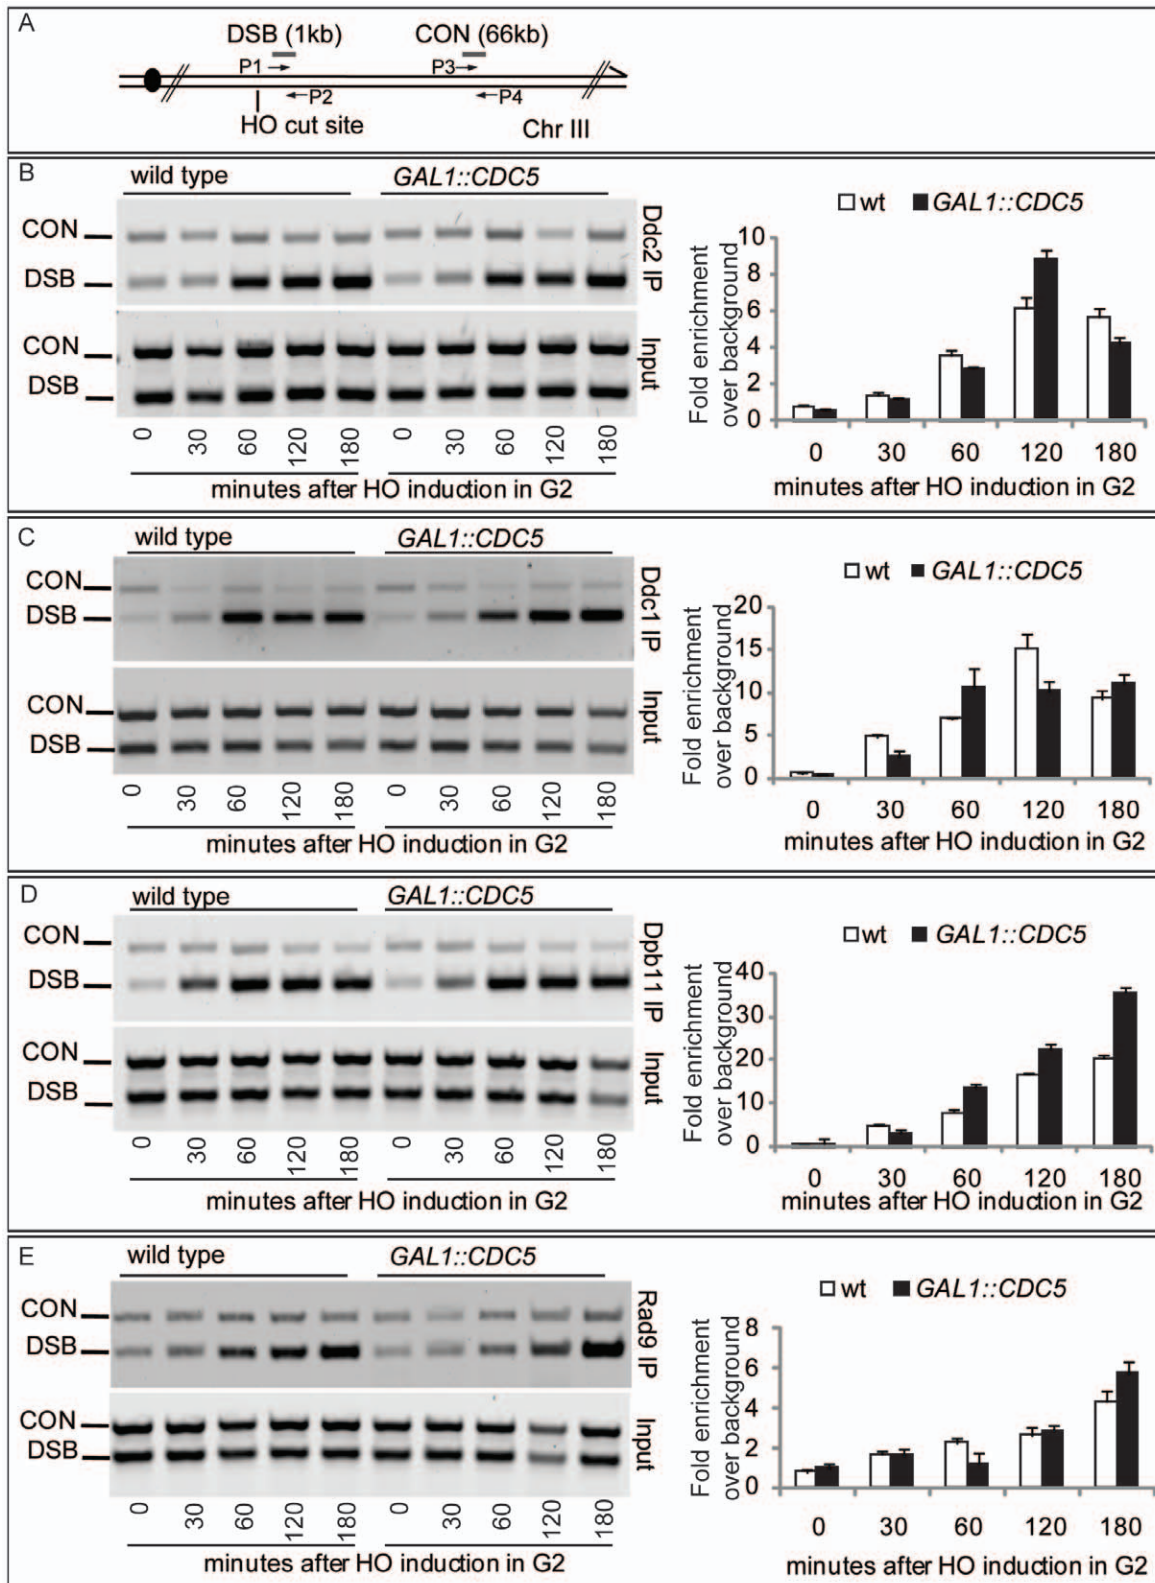 A
DSB (1kb)
CON (66kb)
P1
P3
P2
P4
HO cut site
Chr III
B
wild type
GAL1::CDC5
CON
DSB
Ddc2 IP
CON
DSB
Input
0 30 60 120 180 0 30 60 120 180
minutes after HO induction in G2
wt GAL1::CDC5
Fold enrichment
over background
10
8
6
4
2
0
0 30 60 120 180
minutes after HO induction in G2
C
wild type
GAL1::CDC5
CON
DSB
Ddc1 IP
CON
DSB
Input
0 30 60 120 180 0 30 60 120 180
minutes after HO induction in G2
wt GAL1::CDC5
Fold enrichment
over background
20
15
10
5
0
0 30 60 120 180
minutes after HO induction in G2
D
wild type
GAL1::CDC5
CON
DSB
Dpb11 IP
CON
DSB
Input
0 30 60 120 180 0 30 60 120 180
minutes after HO induction in G2
wt GAL1::CDC5
Fold enrichment
over background
40
30
20
10
0
0 30 60 120 180
minutes after HO induction in G2
E
wild type
GAL1::CDC5
CON
DSB
Rad9 IP
CON
DSB
Input
0 30 60 120 180 0 30 60 120 180
minutes after HO induction in G2
wt GAL1::CDC5
Fold enrichment
over background
8
6
4
2
0
0 30 60 120 180
minutes after HO induction in G2